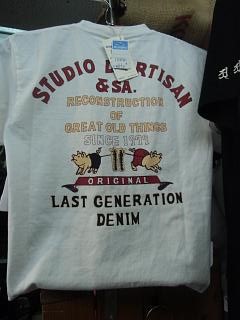 STUDIO D'ARTISAN
& SA.
RECONSTRUCTION
OF
GREAT OLD THINGS
SINCE 1979
ORIGINAL
LAST GENERATION
DENIM